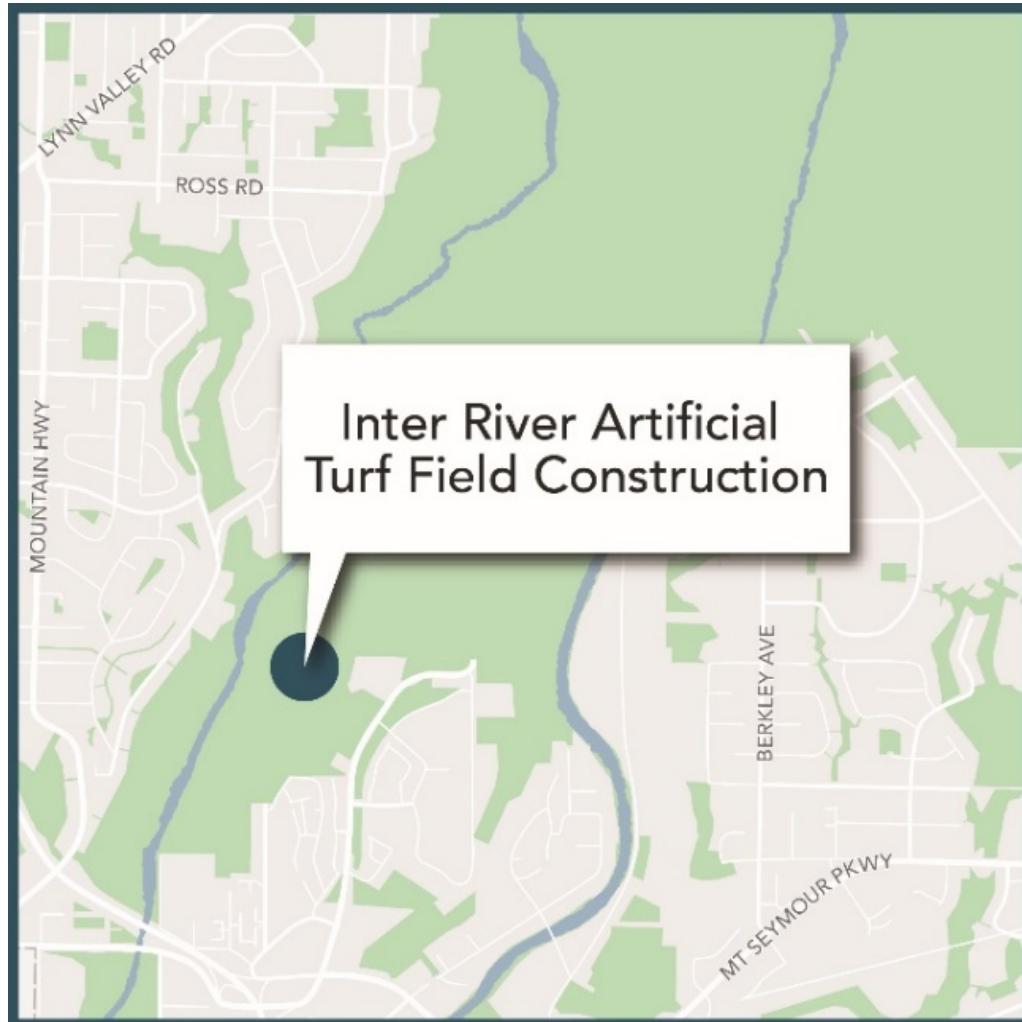 LYNN VALLEY RD
ROSS RD
Inter River Artificial
Turf Field Construction
MOUNTAIN HWY
BERKLEY AVE
MT SEYMOUR PKWY